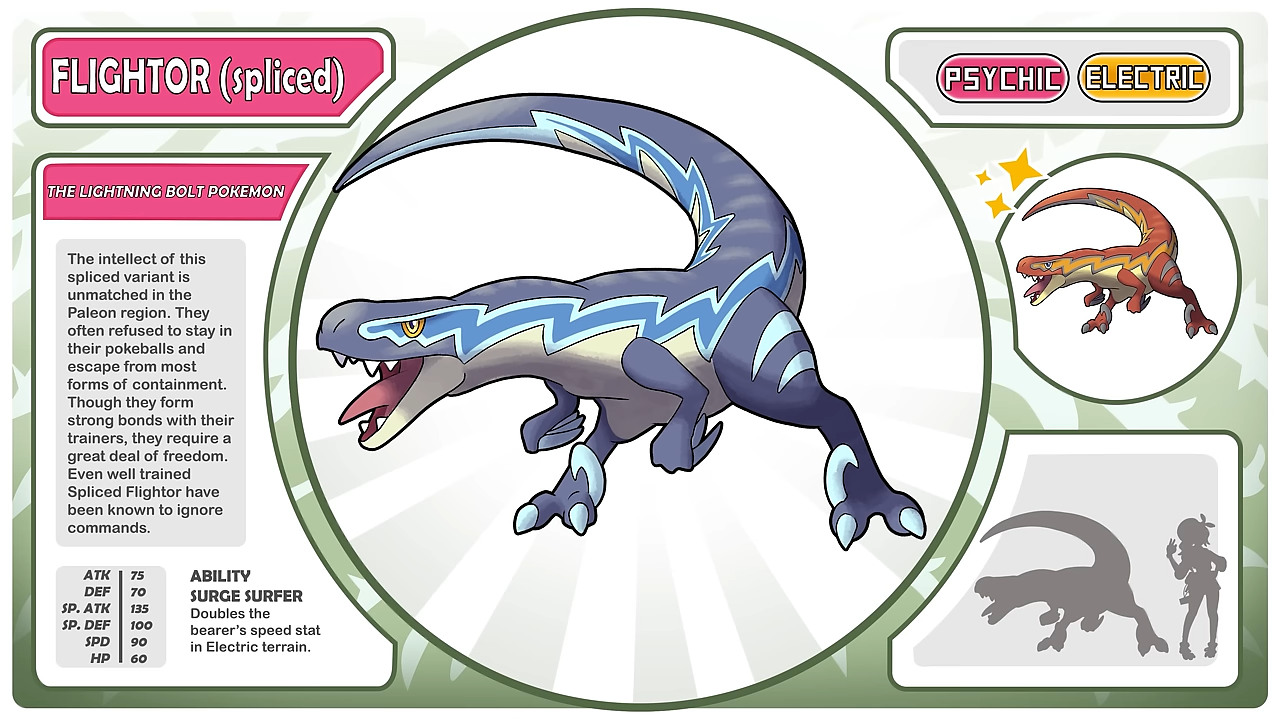 FLIGHTOR (spliced)
PSYCHIC ELECTRIC
THE LIGHTNING BOLT POKEMON
The intellect of this
spliced variant is
unmatched in the
Paleon region. They
often refused to stay in
their pokeballs and
escape from most
forms of containment.
Though they form
strong bonds with their
trainers, they require a
great deal of freedom.
Even well trained
Spliced Flightor have
been known to ignore
commands.
ATK 75
DEF 70
SP. ATK 135
SP. DEF 100
SPD 90
HP 60
ABILITY
SURGE SURFER
Doubles the
bearer's speed stat
in Electric terrain.